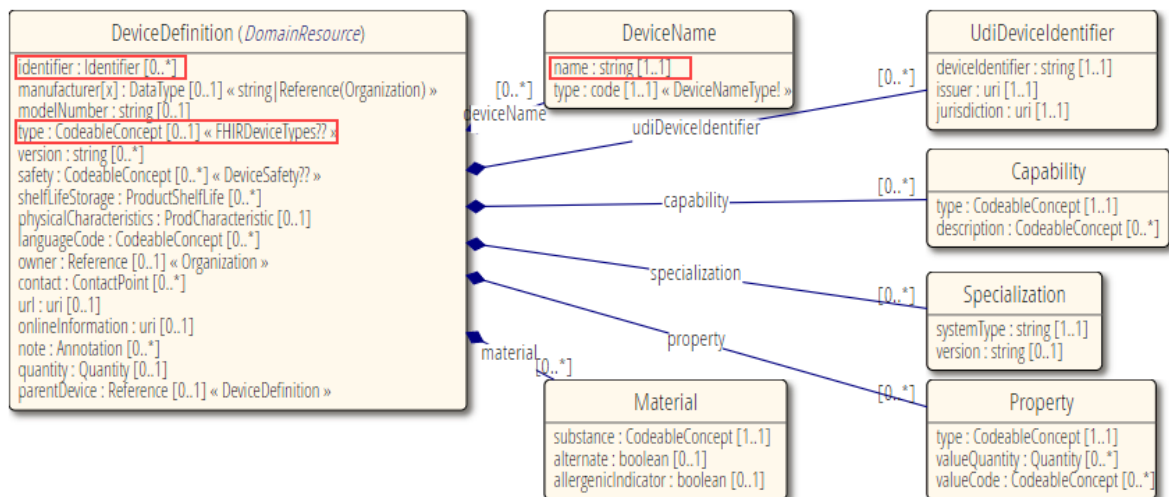 DeviceDefinition (DomainResource)
identifier : Identifier [0..*]
manufacturer[x] : DataType [0..1] « string|Reference(Organization) »
modelNumber : string [0..1]
type : CodeableConcept [0..1] « FHIRDeviceTypes?? »
version : string [0..*]
safety : CodeableConcept [0..*] « DeviceSafety?? »
shelfLifeStorage : ProductShelfLife [0..*]
physicalCharacteristics : ProdCharacteristic [0..1]
languageCode : CodeableConcept [0..*]
owner : Reference [0..1] « Organization »
contact : ContactPoint [0..*]
url : uri [0..1]
onlineInformation : uri [0..1]
note : Annotation [0..*]
quantity : Quantity [0..1]
parentDevice : Reference [0..1] « DeviceDefinition »
[0..*]
deviceName
DeviceName
name : string [1..1]
type : code [1..1] « DeviceNameType! »
udiDeviceIdentifier
[0..*]
UdiDeviceIdentifier
deviceIdentifier : string [1..1]
issuer : uri [1..1]
jurisdiction : uri [1..1]
capability
[0..*]
Capability
type : CodeableConcept [1..1]
description : CodeableConcept [0..*]
specialization
[0..*]
Specialization
systemType : string [1..1]
version : string [0..1]
property
[0..*]
Property
type : CodeableConcept [1..1]
valueQuantity : Quantity [0..*]
valueCode : CodeableConcept [0..*]
material
[0..*]
Material
substance : CodeableConcept [1..1]
alternate : boolean [0..1]
allergenicIndicator : boolean [0..1]